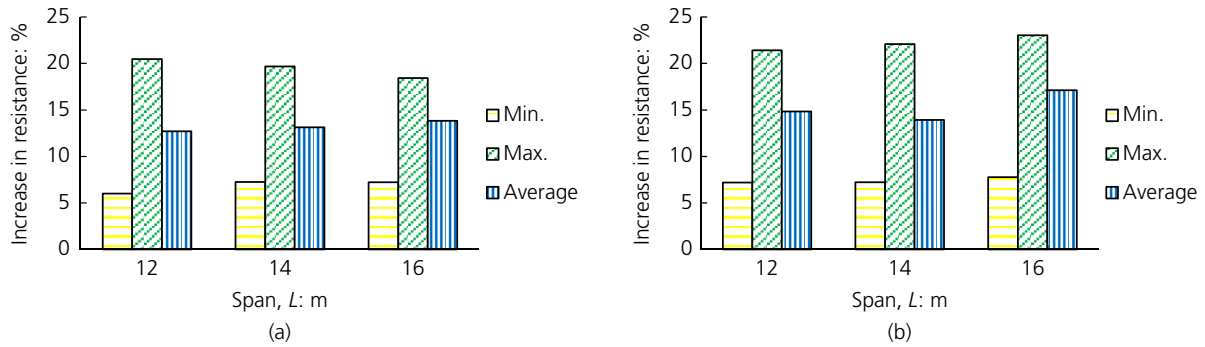 Increase in resistance: %
25
20
15
10
5
0
12
14
16
Span, L: m
(a)
Min.
Max.
Average
Increase in resistance: %
25
20
15
10
5
0
12
14
16
Span, L: m
(b)
Min.
Max.
Average